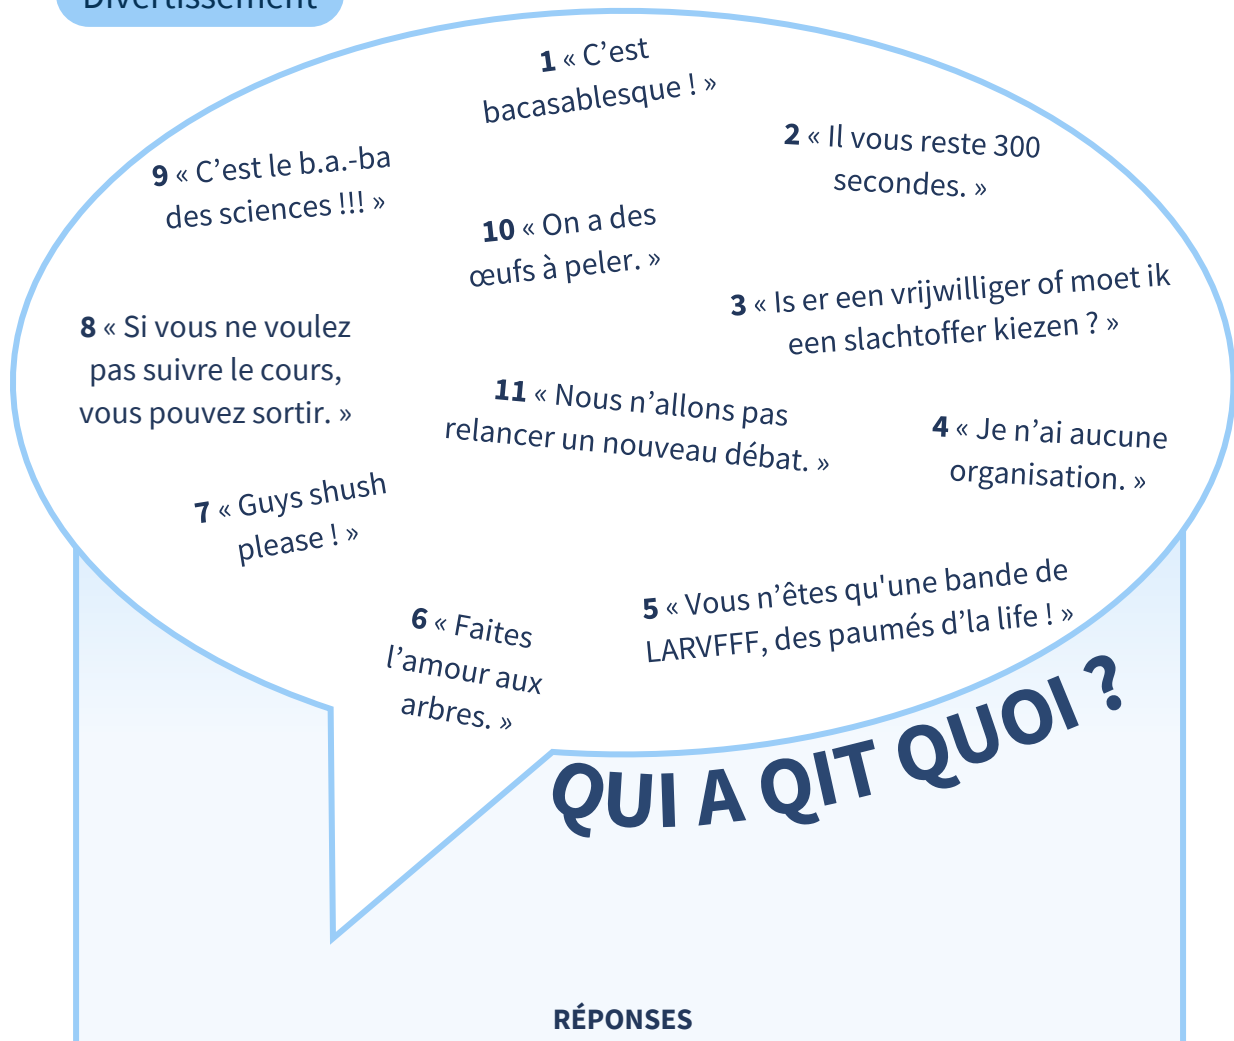 Divertissement
1 « C’est
bacasablesque ! »
2 « Il vous reste 300
secondes. »
3 « Is er een vrijwilliger of moet ik
een slachtoffer kiezen ? »
4 « Je n’ai aucune
organisation. »
5 « Vous n’êtes qu'une bande de
LARVFFF, des paumés d’la life ! »
6 « Faites
l’amour aux
arbres. »
7 « Guys shush
please ! »
8 « Si vous ne voulez
pas suivre le cours,
vous pouvez sortir. »
9 « C’est le b.a.-ba
des sciences !!! »
10 « On a des
œufs à peler. »
11 « Nous n’allons pas
relancer un nouveau débat. »
QUI A QIT QUOI ?
RÉPONSES